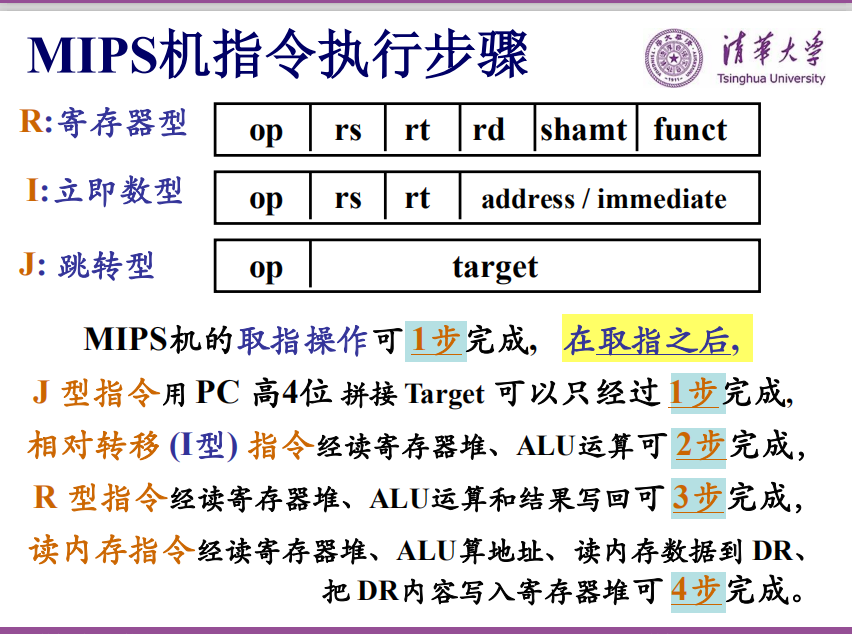 MIPS机指令执行步骤
清华大学
Tsinghua University
R:寄存器型 op rs rt rd shamt funct
I:立即数型 op rs rt address / immediate
J: 跳转型 op target
MIPS机的取指操作可 1步完成, 在取指之后,
J 型指令用 PC 高4位 拼接 Target 可以只经过 1步完成,
相对转移 (I型) 指令经读寄存器堆、ALU运算可 2步完成,
R 型指令经读寄存器堆、ALU运算和结果写回可 3步完成,
读内存指令经读寄存器堆、ALU算地址、读内存数据到 DR、
把 DR内容写入寄存器堆可 4步完成。